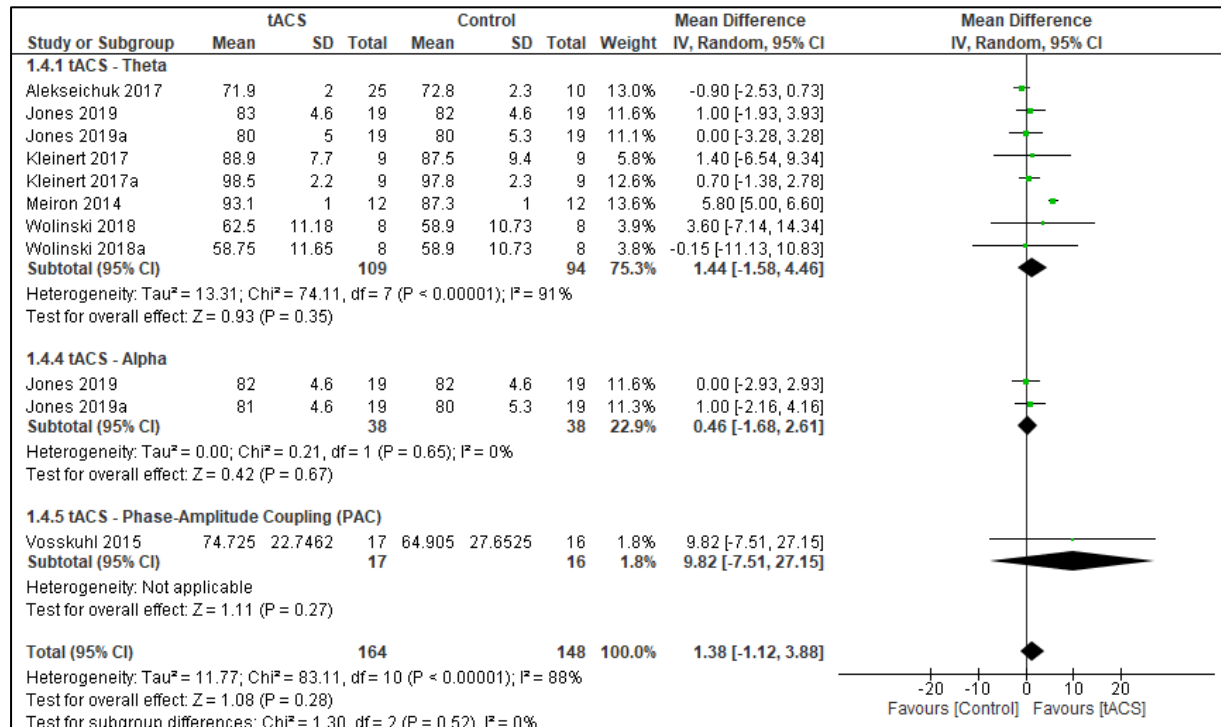 tACS Control Mean Difference Mean Difference
Study or Subgroup Mean SD Total Mean SD Total Weight IV, Random, 95% CI IV, Random, 95% CI
1.4.1 tACS - Theta
Alekseichuk 2017 71.9 2 25 72.8 2.3 10 13.0% -0.90 [-2.53, 0.73]
Jones 2019 83 4.6 19 82 4.6 19 11.6% 1.00 [-1.93, 3.93]
Jones 2019a 80 5 19 80 5.3 19 11.1% 0.00 [-3.28, 3.28]
Kleinert 2017 88.9 7.7 9 87.5 9.4 9 5.8% 1.40 [-6.54, 9.34]
Kleinert 2017a 98.5 2.2 9 97.8 2.3 9 12.6% 0.70 [-1.38, 2.78]
Meiron 2014 93.1 1 12 87.3 1 12 13.6% 5.80 [5.00, 6.60]
Wolinski 2018 62.5 11.18 8 58.9 10.73 8 3.9% 3.60 [-7.14, 14.34]
Wolinski 2018a 58.75 11.65 8 58.9 10.73 8 3.8% -0.15 [-11.13, 10.83]
Subtotal (95% CI) 109 94 75.3% 1.44 [-1.58, 4.46]
Heterogeneity: Tau² = 13.31; Chi² = 74.11, df = 7 (P < 0.00001); I² = 91%
Test for overall effect: Z = 0.93 (P = 0.35)
1.4.4 tACS - Alpha
Jones 2019 82 4.6 19 82 4.6 19 11.6% 0.00 [-2.93, 2.93]
Jones 2019a 81 4.6 19 80 5.3 19 11.3% 1.00 [-2.16, 4.16]
Subtotal (95% CI) 38 38 22.9% 0.46 [-1.68, 2.61]
Heterogeneity: Tau² = 0.00; Chi² = 0.21, df = 1 (P = 0.65); I² = 0%
Test for overall effect: Z = 0.42 (P = 0.67)
1.4.5 tACS - Phase-Amplitude Coupling (PAC)
Vosskuhl 2015 74.725 22.7462 17 64.905 27.6525 16 1.8% 9.82 [-7.51, 27.15]
Subtotal (95% CI) 17 16 1.8% 9.82 [-7.51, 27.15]
Heterogeneity: Not applicable
Test for overall effect: Z = 1.11 (P = 0.27)
Total (95% CI) 164 148 100.0% 1.38 [-1.12, 3.88]
Heterogeneity: Tau² = 11.77; Chi² = 83.11, df = 10 (P < 0.00001); I² = 88%
Test for overall effect: Z = 1.08 (P = 0.28)
Test for subgroup differences: Chi² = 1.30, df = 2 (P = 0.52), I² = 0%
-20 -10 0 10 20
Favours [Control] Favours [tACS]